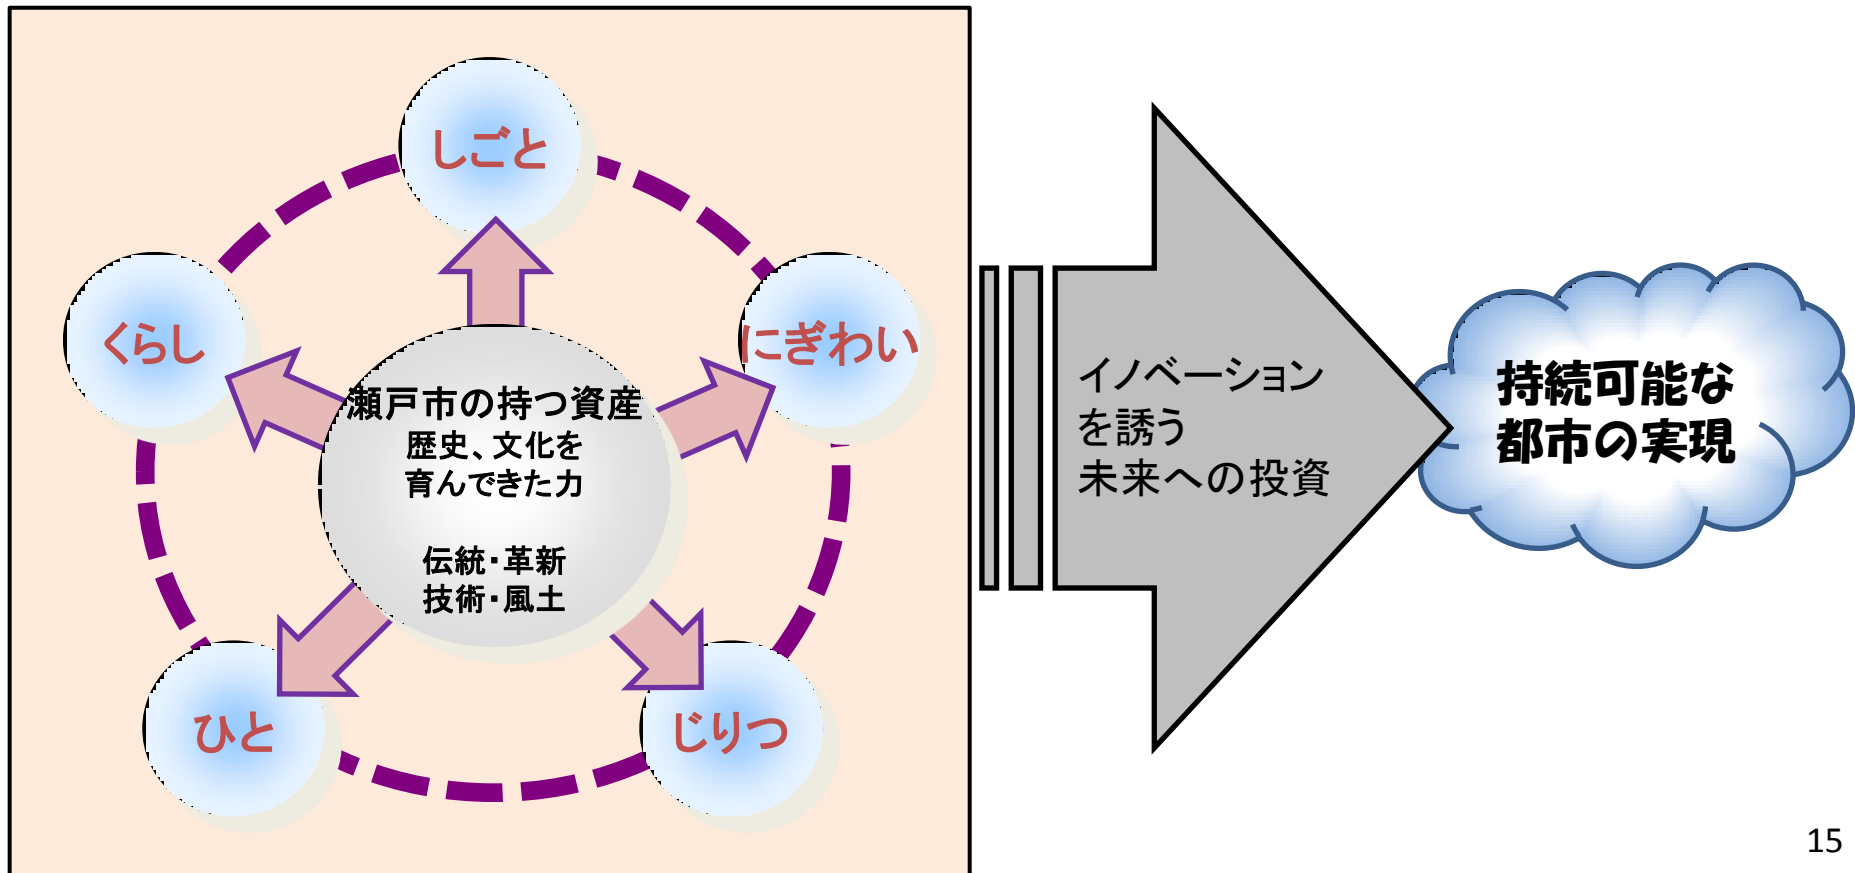 しごと
くらし
にぎわい
瀬戸市の持つ資産
歴史、文化を
育んできた力
伝統・革新
技術・風土
ひと
じりつ
イノベーション
を誘う
未来への投資
持続可能な
都市の実現
15